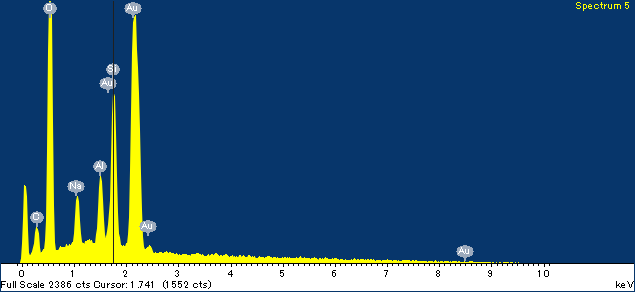 Spectrum 5
O Au
Si
Au
Al
Na
C
Au
Au
0 1 2 3 4 5 6 7 8 9 10
Full Scale 2386 cts Cursor: 1.741 (1552 cts) keV